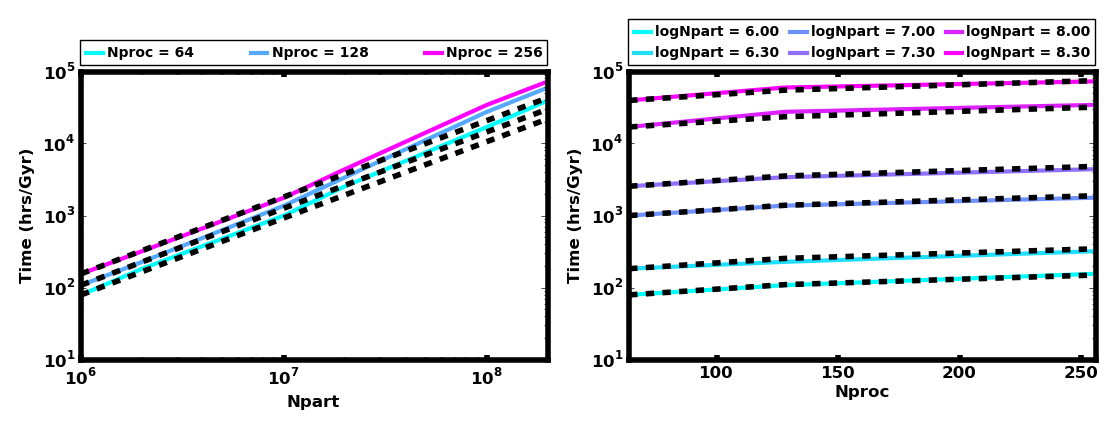 Nproc = 64 Nproc = 128 Nproc = 256
10^5
10^4
10^3
10^2
10^1
Time (hrs/Gyr)
10^6 10^7 10^8
Npart
logNpart = 6.00 logNpart = 7.00 logNpart = 8.00
logNpart = 6.30 logNpart = 7.30 logNpart = 8.30
10^5
10^4
10^3
10^2
10^1
Time (hrs/Gyr)
100 150 200 250
Nproc